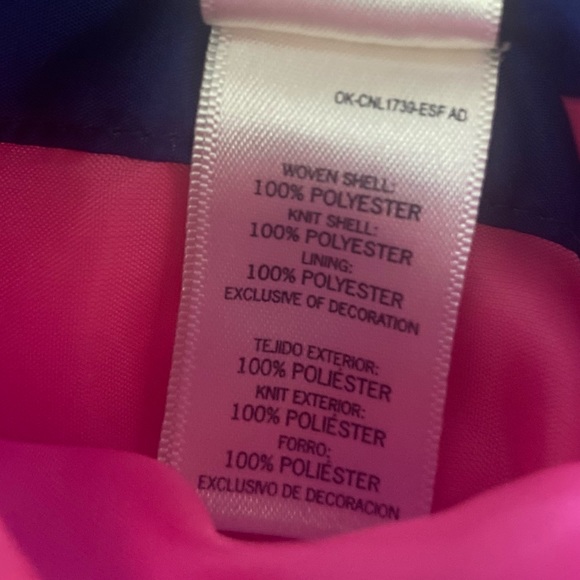 OK-CNL1739-ESF AD
WOVEN SHELL:
100% POLYESTER
KNIT SHELL:
100% POLYESTER
LINING:
100% POLYESTER
EXCLUSIVE OF DECORATION
TEJIDO EXTERIOR:
100% POLIÉSTER
KNIT EXTERIOR:
100% POLIÉSTER
FORRO:
100% POLIÉSTER
EXCLUSIVO DE DECORACION